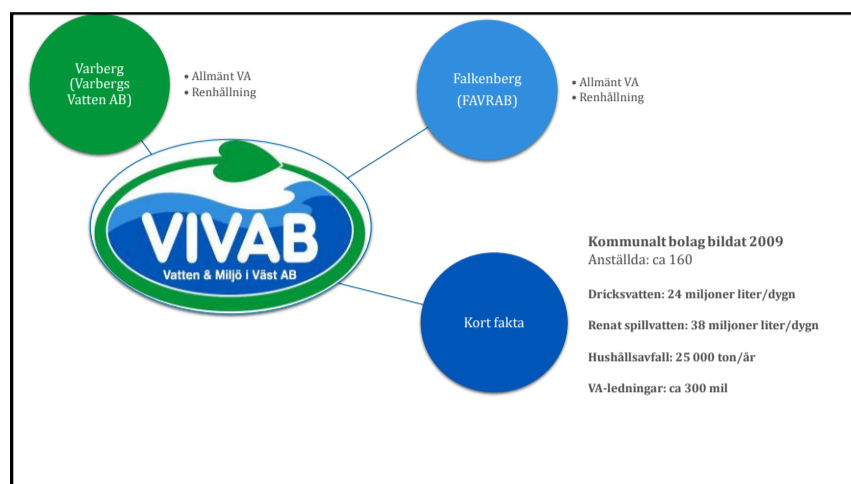 Varberg
(Varbergs
Vatten AB)
• Allmänt VA
• Renhållning
Falkenberg
(FAVRAB)
• Allmänt VA
• Renhållning
VIVAB
Vatten & Miljö i Väst AB
Kort fakta
Kommunalt bolag bildat 2009
Anställda: ca 160
Dricksvatten: 24 miljoner liter/dygn
Renat spillvatten: 38 miljoner liter/dygn
Hushållsavfall: 25 000 ton/år
VA-ledningar: ca 300 mil